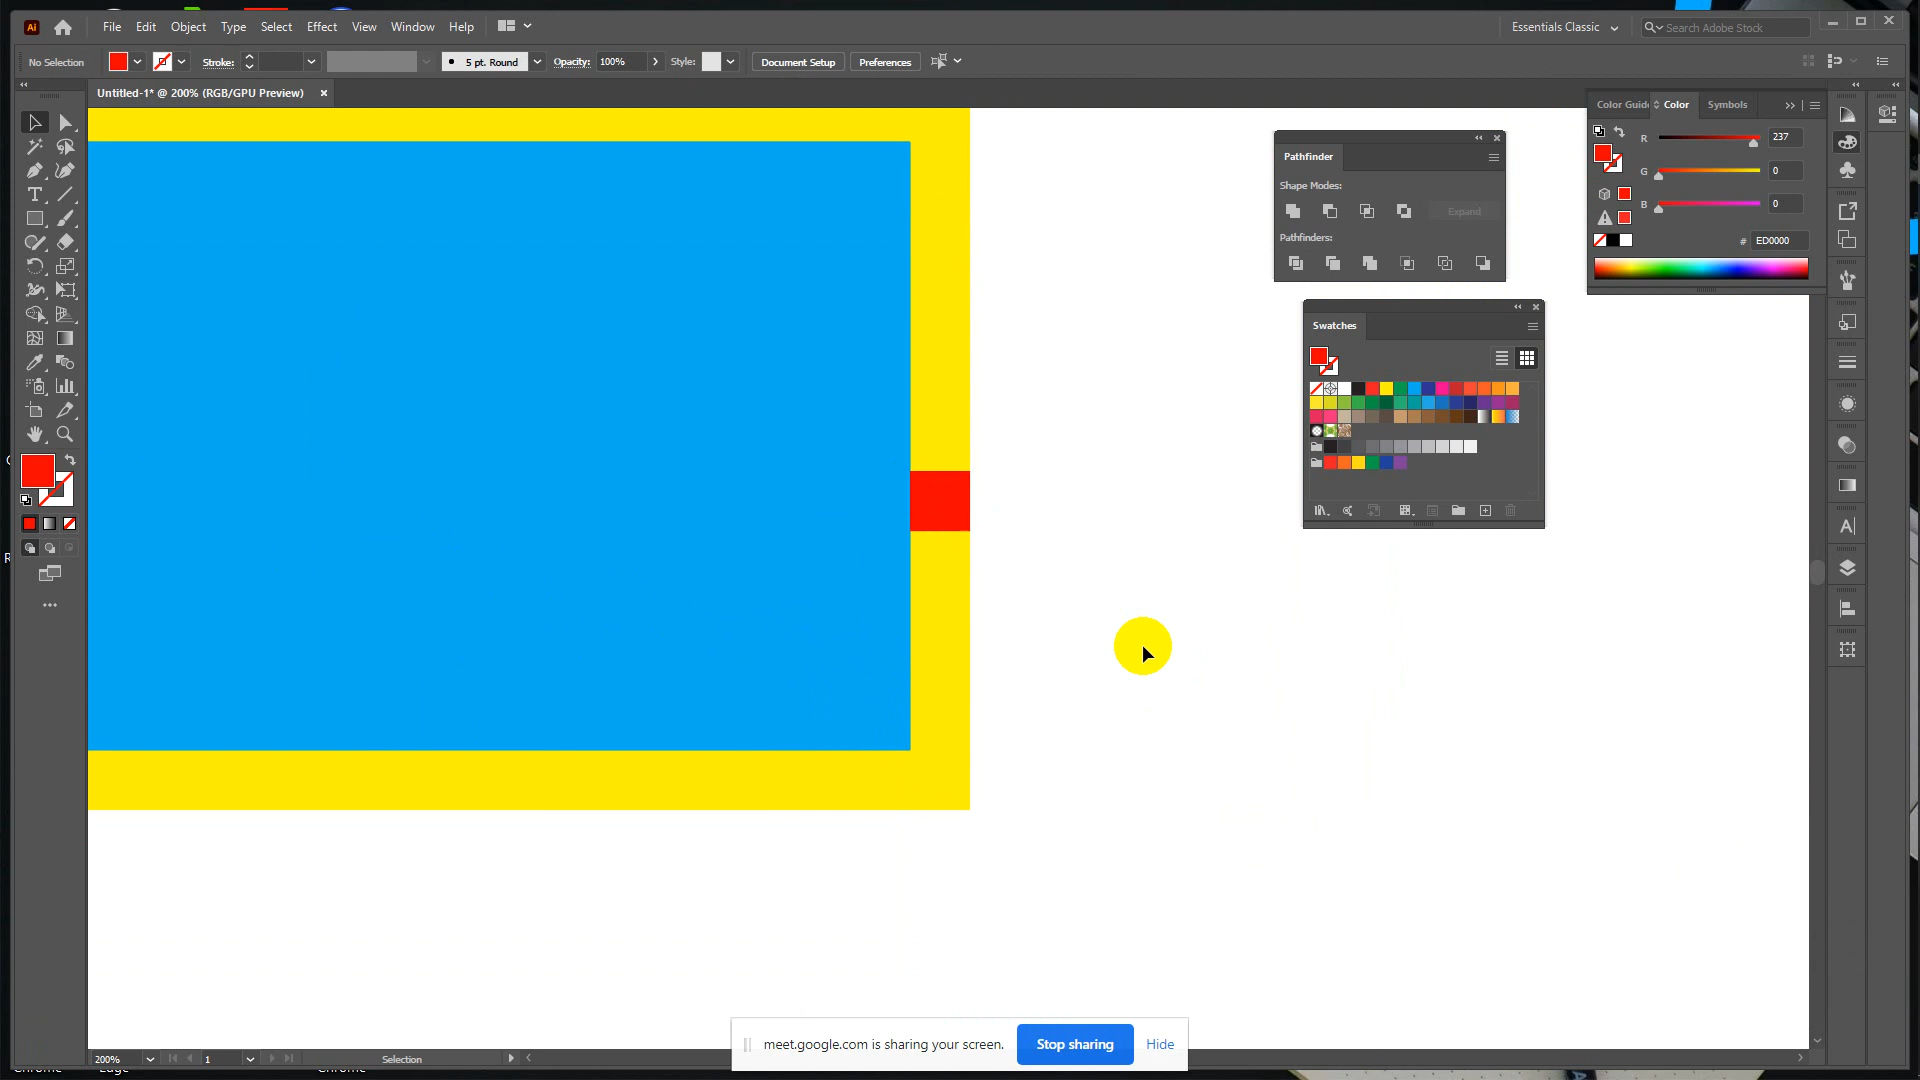 Ai File Edit Object Type Select Effect View Window Help Essentials Classic Search Adobe Stock
No Selection Stroke: 5 pt. Round Opacity: 100% Style: Document Setup Preferences
Untitled-1* @ 200% (RGB/GPU Preview) ×
Color Guide Color Symbols
R 237
G 0
B 0
# ED0000
Pathfinder
Shape Modes:
Expand
Pathfinders:
Swatches
meet.google.com is sharing your screen. Stop sharing Hide
200% 1 Selection
Chrome Edge Chrome